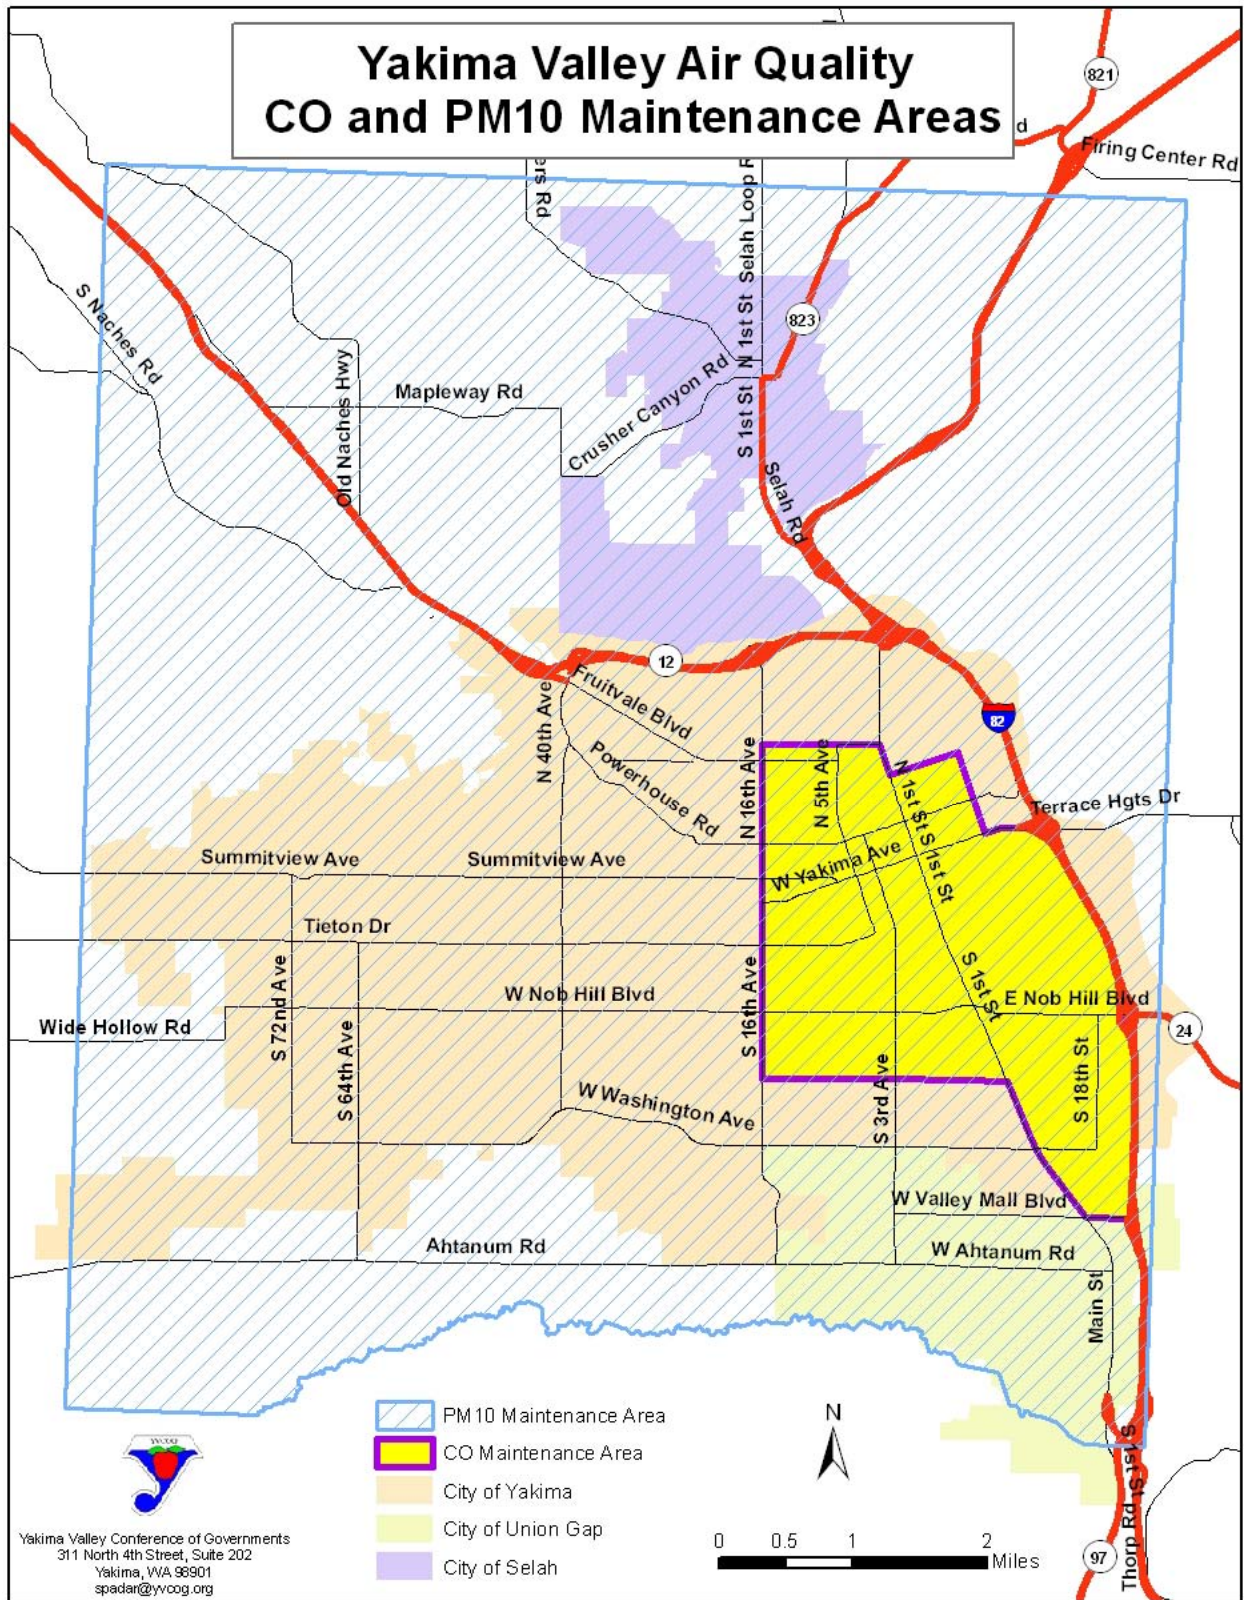 Yakima Valley Air Quality
CO and PM10 Maintenance Areas
821
d
Firing Center Rd
ers Rd
Selah Loop R
N 1st St
823
S Naches Rd
Old Naches Hwy
Mapleway Rd
Crusher Canyon Rd
S 1st St
Selah Rd
12
Fruitvale Blvd
N 40th Ave
82
Powerhouse Rd
N 16th Ave
N 5th Ave
N 1st St
Terrace Hgts Dr
S 1st St
Summitview Ave
Summitview Ave
W Yakima Ave
Tieton Dr
S 72nd Ave
S 16th Ave
S 1st St
W Nob Hill Blvd
E Nob Hill Blvd
Wide Hollow Rd
24
S 64th Ave
S 3rd Ave
S 18th St
W Washington Ave
W Valley Mall Blvd
Ahtanum Rd
W Ahtanum Rd
Main St
PM10 Maintenance Area
CO Maintenance Area
City of Yakima
City of Union Gap
City of Selah
N
0 0.5 1 2
Miles
S 1st St
Thorp Rd
97
YVCOG
Yakima Valley Conference of Governments
311 North 4th Street, Suite 202
Yakima, WA 98901
spadar@yvcog.org